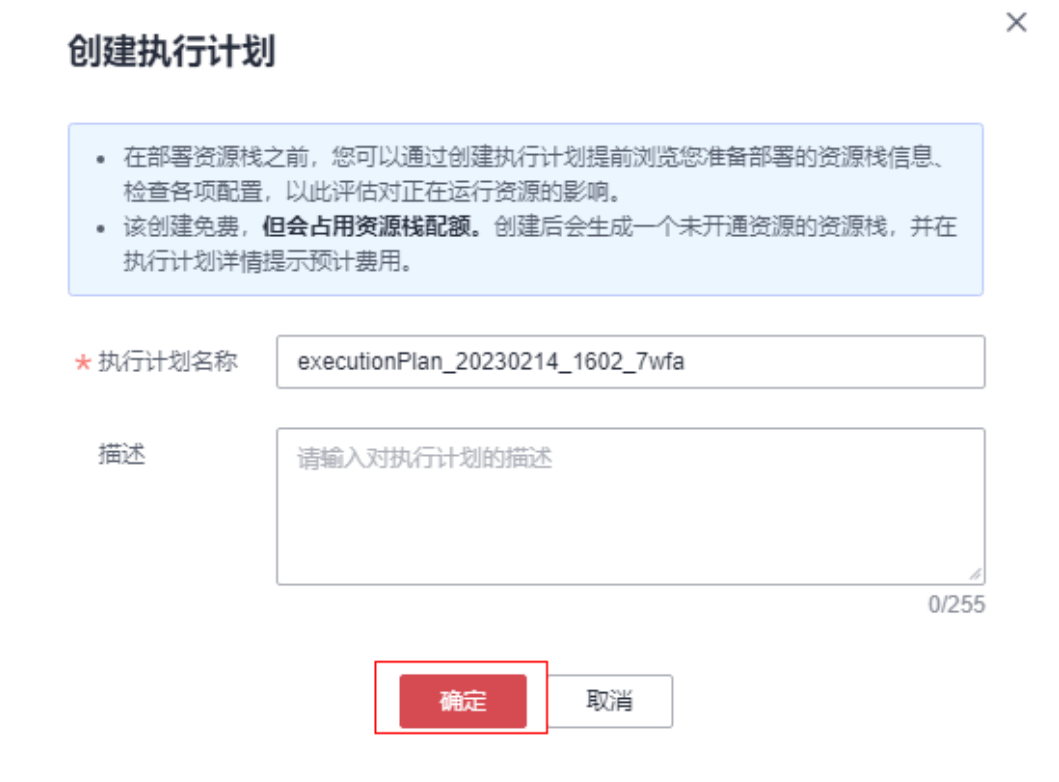 创建执行计划
在部署资源栈之前，您可以通过创建执行计划提前浏览您准备部署的资源栈信息、
检查各项配置，以此评估对正在运行资源的影响。
该创建免费，但会占用资源栈配额。创建后会生成一个未开通资源的资源栈，并在
执行计划详情提示预计费用。
* 执行计划名称
executionPlan_20230214_1602_7wfa
描述
请输入对执行计划的描述
0/255
确定
取消